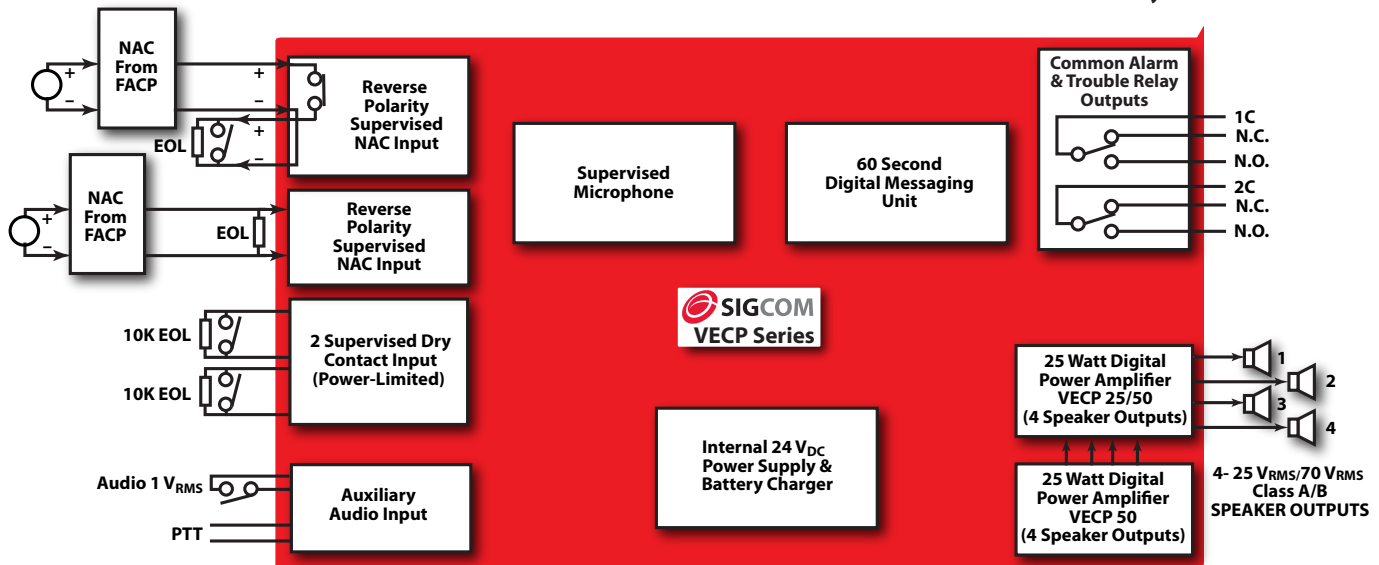 NAC
From
FACP
+
–
+
–
+
–
EOL
Reverse
Polarity
Supervised
NAC Input
NAC
From
FACP
+
–
EOL
Reverse
Polarity
Supervised
NAC Input
10K EOL
10K EOL
2 Supervised Dry
Contact Input
(Power-Limited)
Audio 1 VRMS
PTT
Auxiliary
Audio Input
Supervised
Microphone
60 Second
Digital Messaging
Unit
SIGCOM
VECP Series
Internal 24 VDC
Power Supply &
Battery Charger
Common Alarm
& Trouble Relay
Outputs
1C
N.C.
N.O.
2C
N.C.
N.O.
25 Watt Digital
Power Amplifier
VECP 25/50
(4 Speaker Outputs)
1
2
3
4
25 Watt Digital
Power Amplifier
VECP 50
(4 Speaker Outputs)
4- 25 VRMS/70 VRMS
Class A/B
SPEAKER OUTPUTS